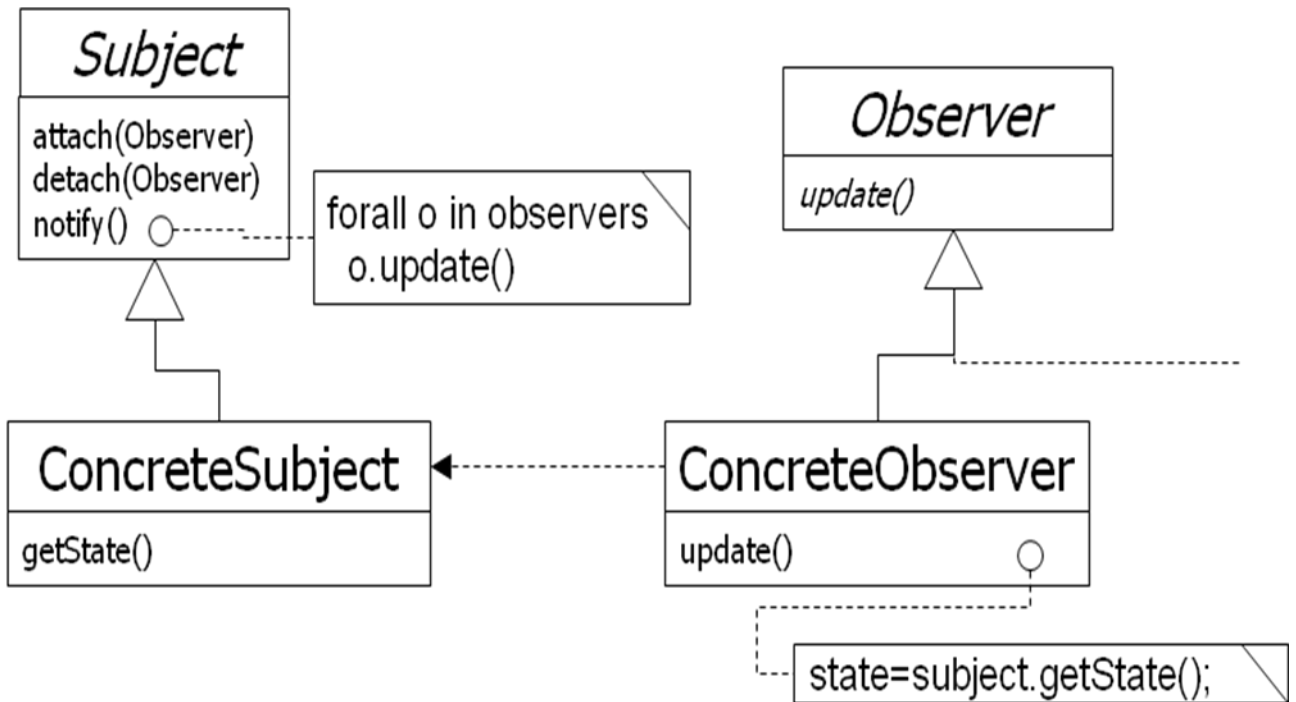 Subject
attach(Observer)
detach(Observer)
notify()
forall o in observers
o.update()
Observer
update()
ConcreteSubject
getState()
ConcreteObserver
update()
state=subject.getState();